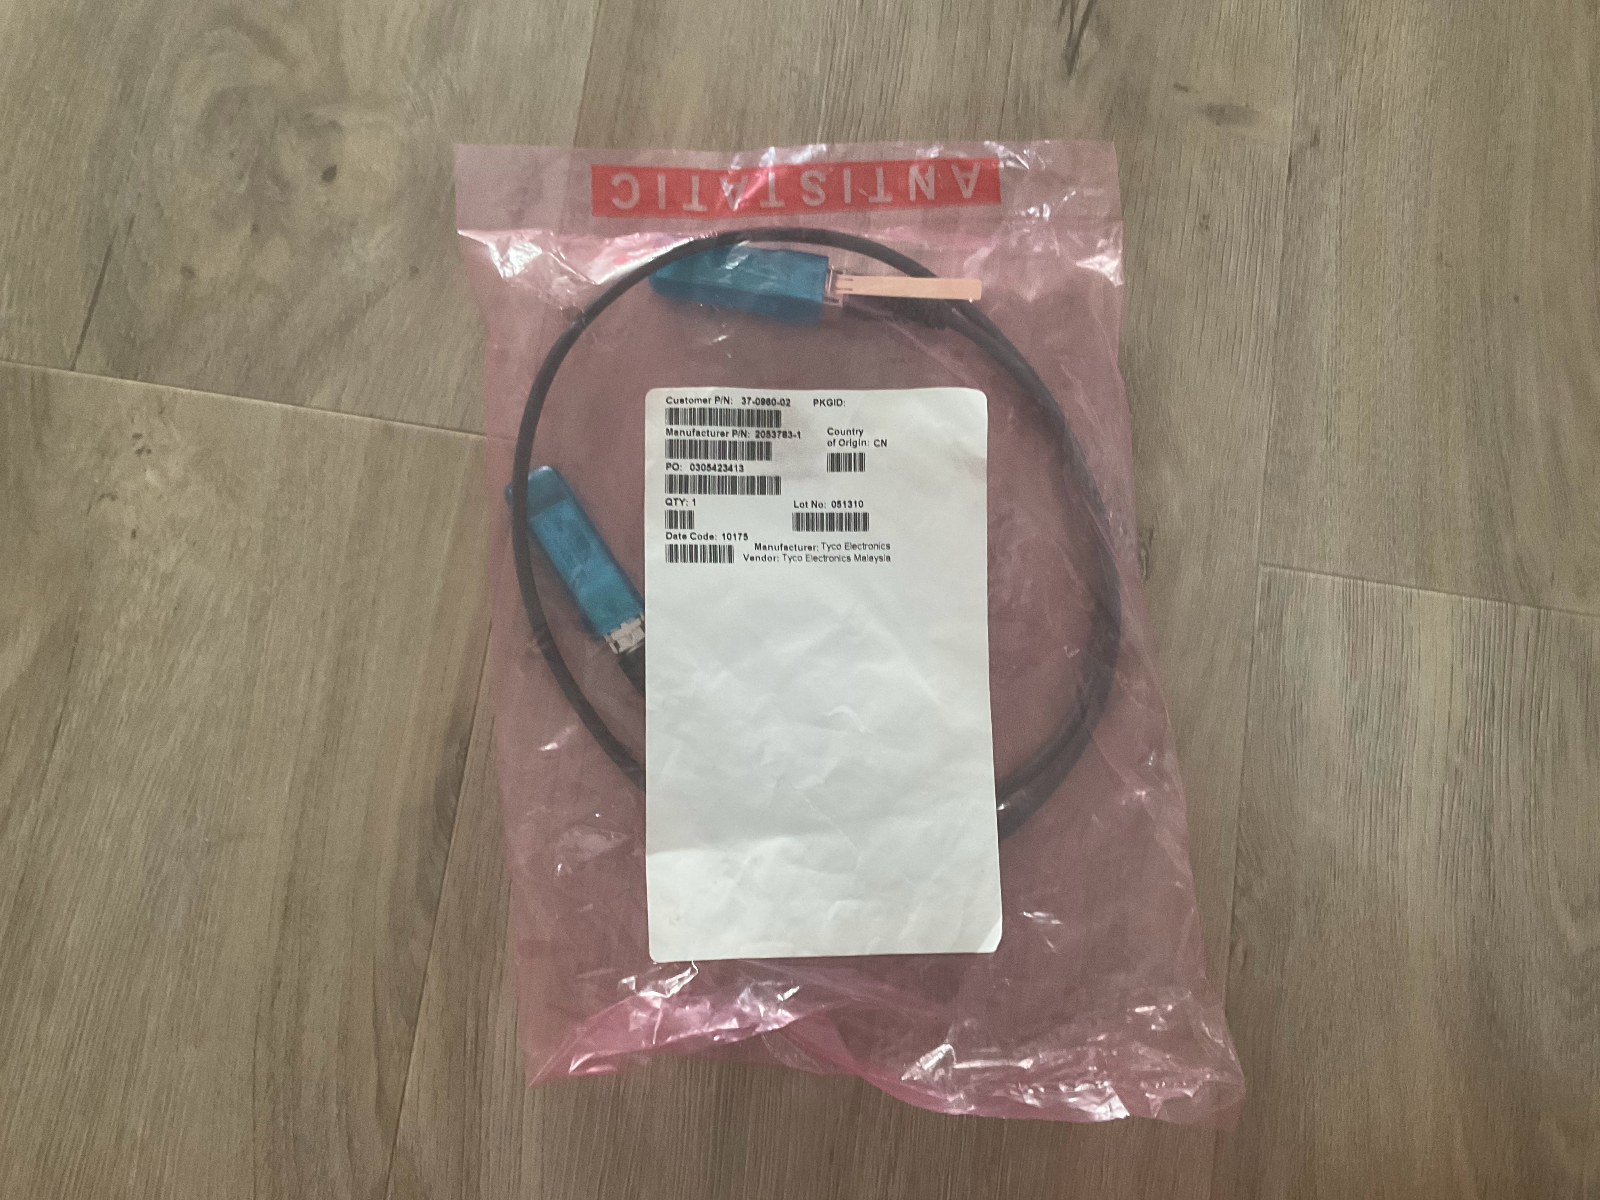 ANTISTATIC
Customer P/N: 37-0960-02 PKGID:
Manufacturer P/N: 2053783-1
Country
of Origin: CN
PO: 0305423413
QTY: 1
Lot No: 051310
Date Code: 10175
Manufacturer: Tyco Electronics
Vendor: Tyco Electronics Malaysia